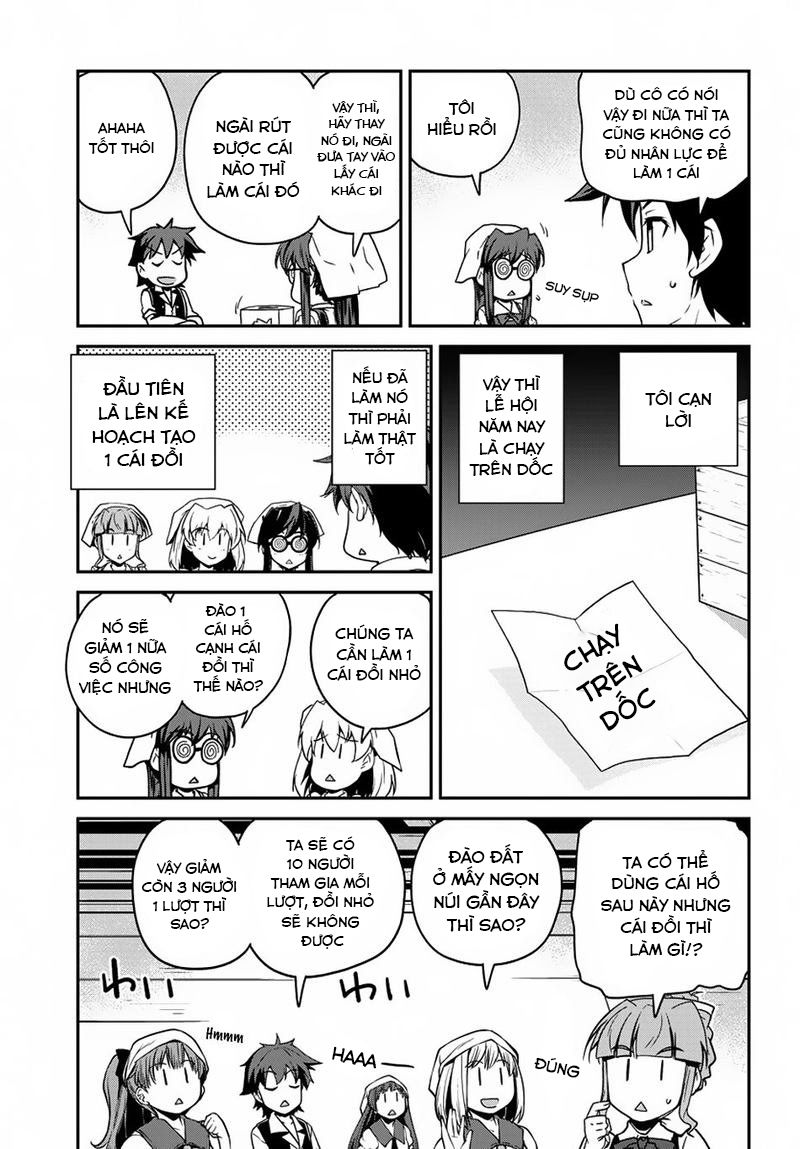 DÙ CÔ CÓ NÓI
VẬY ĐI NỮA THÌ TA
CŨNG KHÔNG CÓ
ĐỦ NHÂN LỰC ĐỂ
LÀM 1 CÁI
TÔI
HIỂU RỒI
SUY SỤP
VẬY THÌ,
HÃY THAY
NÓ ĐI, NGÀI
ĐƯA TAY VÀO
LẤY CÁI
KHÁC ĐI
NGÀI RÚT
ĐƯỢC CÁI
NÀO THÌ
LÀM CÁI ĐÓ
AHAHA
TỐT THÔI
TÔI CẠN
LỜI
VẬY THÌ
LỄ HỘI
NĂM NAY
LÀ CHẠY
TRÊN DỐC
CHẠY
TRÊN
DỐC
NẾU ĐÃ
LÀM NÓ
THÌ PHẢI
LÀM THẬT
TỐT
ĐẦU TIÊN
LÀ LÊN KẾ
HOẠCH TẠO
1 CÁI ĐỒI
CHÚNG TA
CẦN LÀM 1
CÁI ĐỒI NHỎ
ĐÀO 1
CÁI HỐ
CẠNH CÁI
ĐỒI THÌ
THẾ NÀO?
NÓ SẼ
GIẢM 1 NỮA
SỐ CÔNG
VIỆC NHƯNG
TA CÓ THỂ
DÙNG CÁI HỐ
SAU NÀY NHƯNG
CÁI ĐỒI THÌ
LÀM GÌ!?
ĐÀO ĐẤT
Ở MẤY NGỌN
NÚI GẦN ĐÂY
THÌ SAO?
TA SẼ CÓ
10 NGƯỜI
THAM GIA MỖI
LƯỢT, ĐỒI NHỎ
SẼ KHÔNG
ĐƯỢC
VẬY GIẢM
CÒN 3 NGƯỜI
1 LƯỢT THÌ
SAO?
わい
わい
ĐÚNG
HAAA
Hmmm